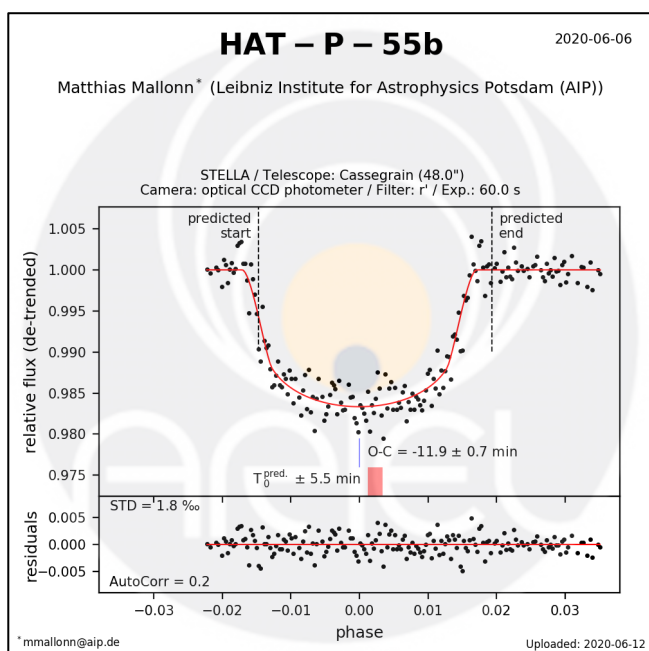 HAT − P − 55b
2020-06-06
Matthias Mallonn* (Leibniz Institute for Astrophysics Potsdam (AIP))
STELLA / Telescope: Cassegrain (48.0")
Camera: optical CCD photometer / Filter: r' / Exp.: 60.0 s
predicted
start
predicted
end
relative flux (de-trended)
1.005
1.000
0.995
0.990
0.985
0.980
0.975
O-C = -11.9 ± 0.7 min
T₀^pred. ± 5.5 min
ariel
STD = 1.8 ‰
residuals
0.005
0.000
−0.005
AutoCorr = 0.2
−0.03
−0.02
−0.01
0.00
0.01
0.02
0.03
phase
*mmallonn@aip.de
Uploaded: 2020-06-12